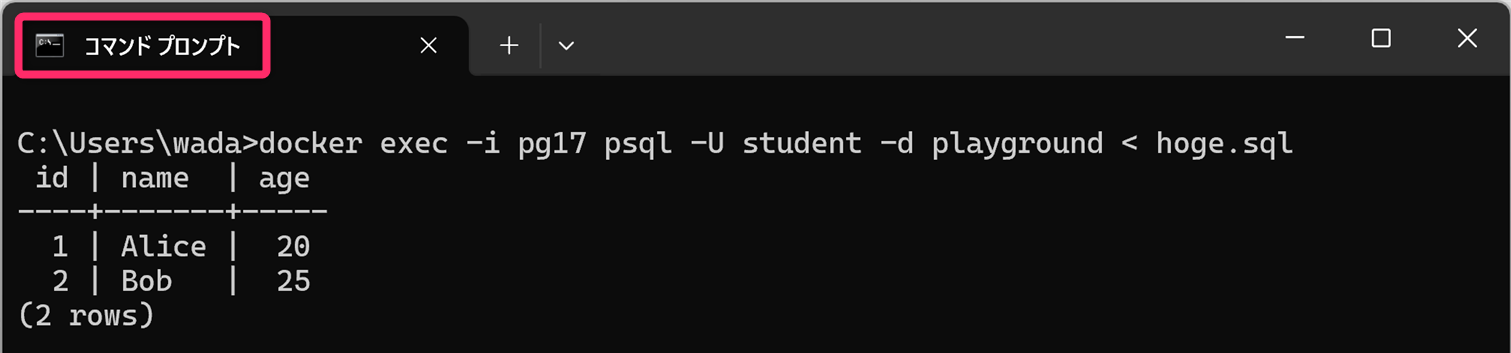 コマンド プロンプト
C:\Users\wada>docker exec -i pg17 psql -U student -d playground < hoge.sql
 id | name  | age
----+-------+-----
  1 | Alice |  20
  2 | Bob   |  25
(2 rows)